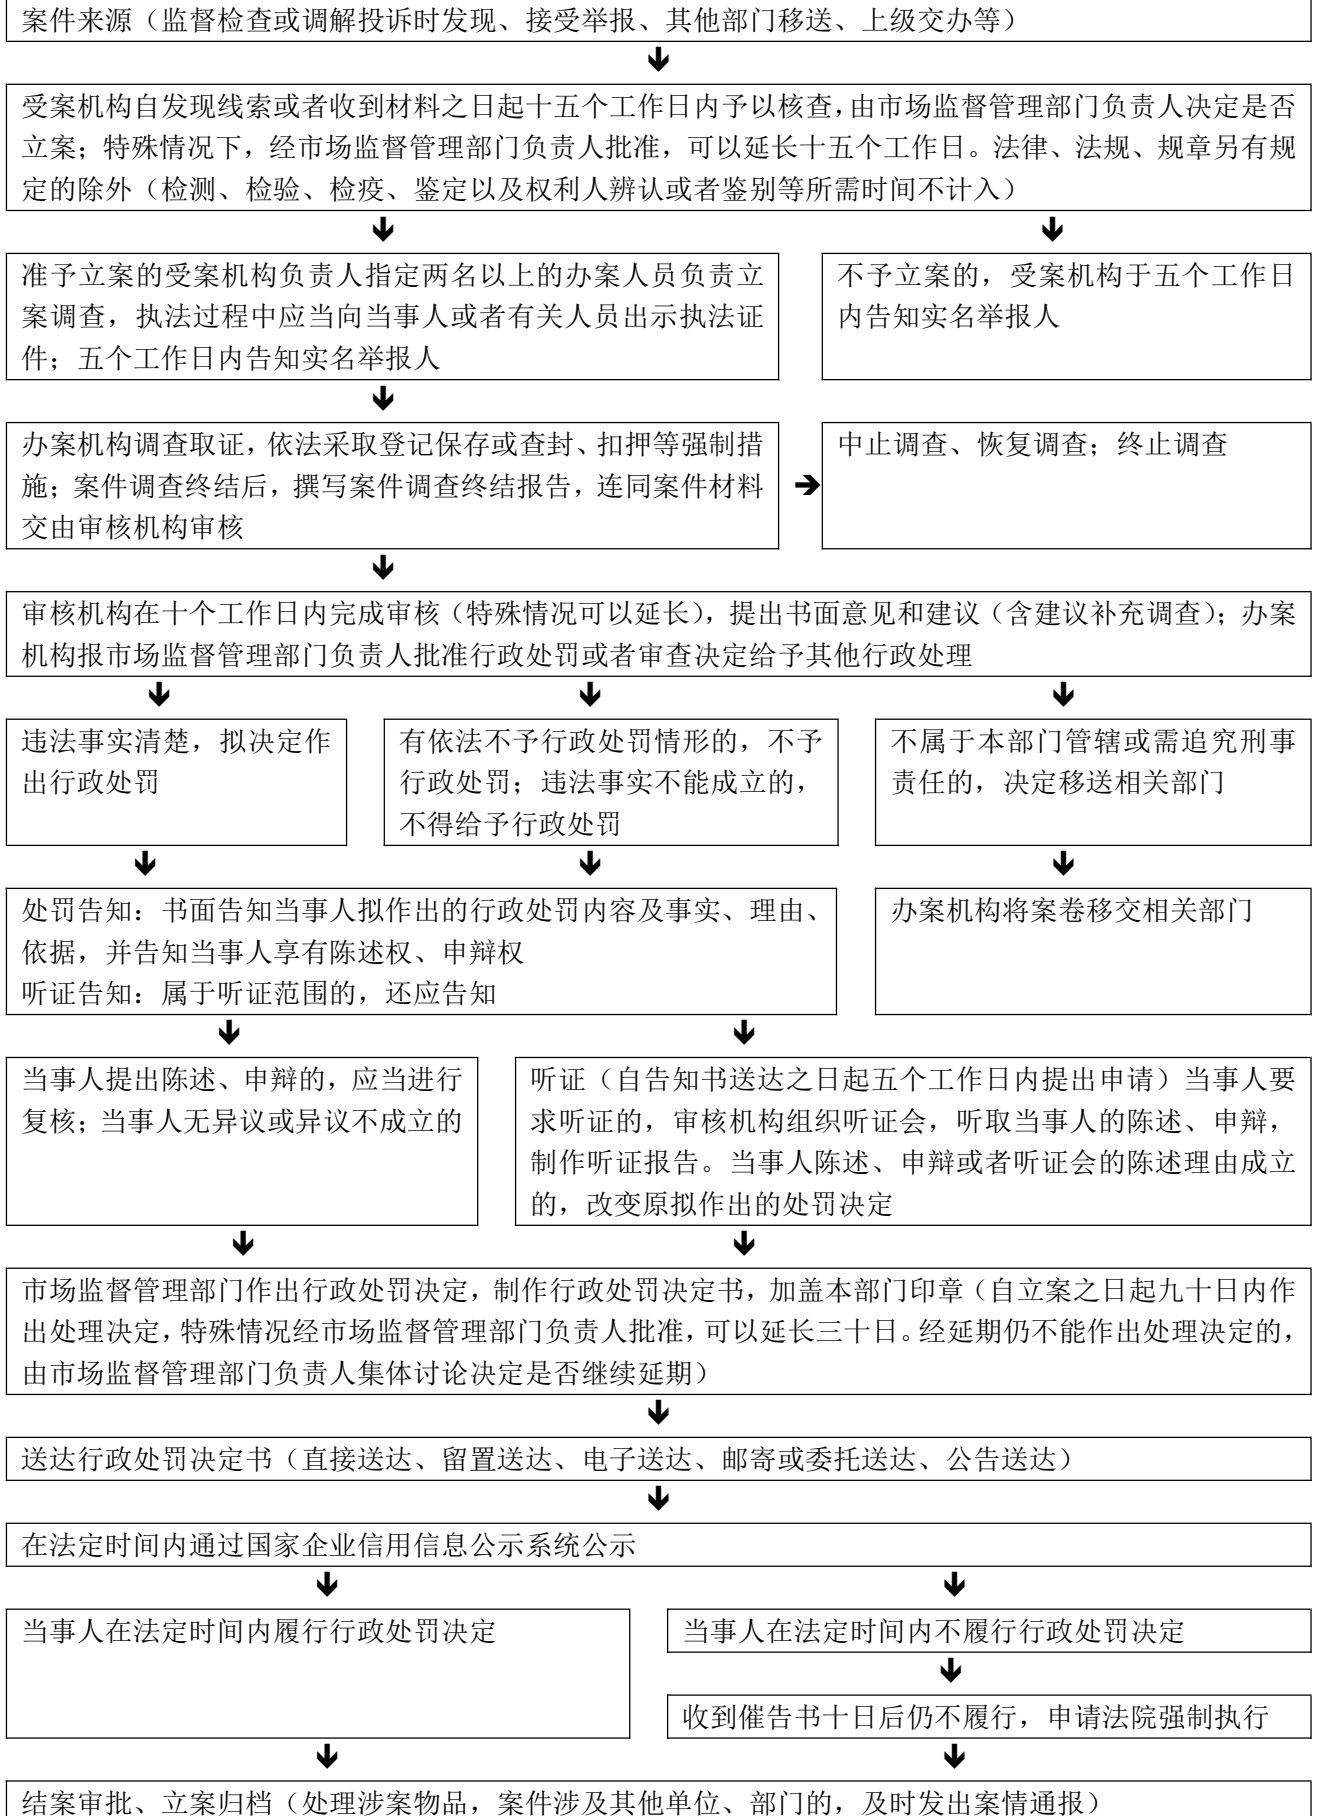 案件来源（监督检查或调解投诉时发现、接受举报、其他部门移送、上级交办等）
受案机构自发现线索或者收到材料之日起十五个工作日内予以核查，由市场监督管理部门负责人决定是否
立案；特殊情况下，经市场监督管理部门负责人批准，可以延长十五个工作日。法律、法规、规章另有规
定的除外（检测、检验、检疫、鉴定以及权利人辨认或者鉴别等所需时间不计入）
准予立案的受案机构负责人指定两名以上的办案人员负责立
案调查，执法过程中应当向当事人或者有关人员出示执法证
件；五个工作日内告知实名举报人
不予立案的，受案机构于五个工作日
内告知实名举报人
办案机构调查取证，依法采取登记保存或查封、扣押等强制措
施；案件调查终结后，撰写案件调查终结报告，连同案件材料
交由审核机构审核
中止调查、恢复调查；终止调查
审核机构在十个工作日内完成审核（特殊情况可以延长），提出书面意见和建议（含建议补充调查）；办案
机构报市场监督管理部门负责人批准行政处罚或者审查决定给予其他行政处理
违法事实清楚，拟决定作
出行政处罚
有依法不予行政处罚情形的，不予
行政处罚；违法事实不能成立的，
不得给予行政处罚
不属于本部门管辖或需追究刑事
责任的，决定移送相关部门
处罚告知：书面告知当事人拟作出的行政处罚内容及事实、理由、
依据，并告知当事人享有陈述权、申辩权
听证告知：属于听证范围的，还应告知
办案机构将案卷移交相关部门
当事人提出陈述、申辩的，应当进行
复核；当事人无异议或异议不成立的
听证（自告知书送达之日起五个工作日内提出申请）当事人要
求听证的，审核机构组织听证会，听取当事人的陈述、申辩，
制作听证报告。当事人陈述、申辩或者听证会的陈述理由成立
的，改变原拟作出的处罚决定
市场监督管理部门作出行政处罚决定，制作行政处罚决定书，加盖本部门印章（自立案之日起九十日内作
出处理决定，特殊情况经市场监督管理部门负责人批准，可以延长三十日。经延期仍不能作出处理决定的，
由市场监督管理部门负责人集体讨论决定是否继续延期）
送达行政处罚决定书（直接送达、留置送达、电子送达、邮寄或委托送达、公告送达）
在法定时间内通过国家企业信用信息公示系统公示
当事人在法定时间内履行行政处罚决定
当事人在法定时间内不履行行政处罚决定
收到催告书十日后仍不履行，申请法院强制执行
结案审批、立案归档（处理涉案物品，案件涉及其他单位、部门的，及时发出案情通报）